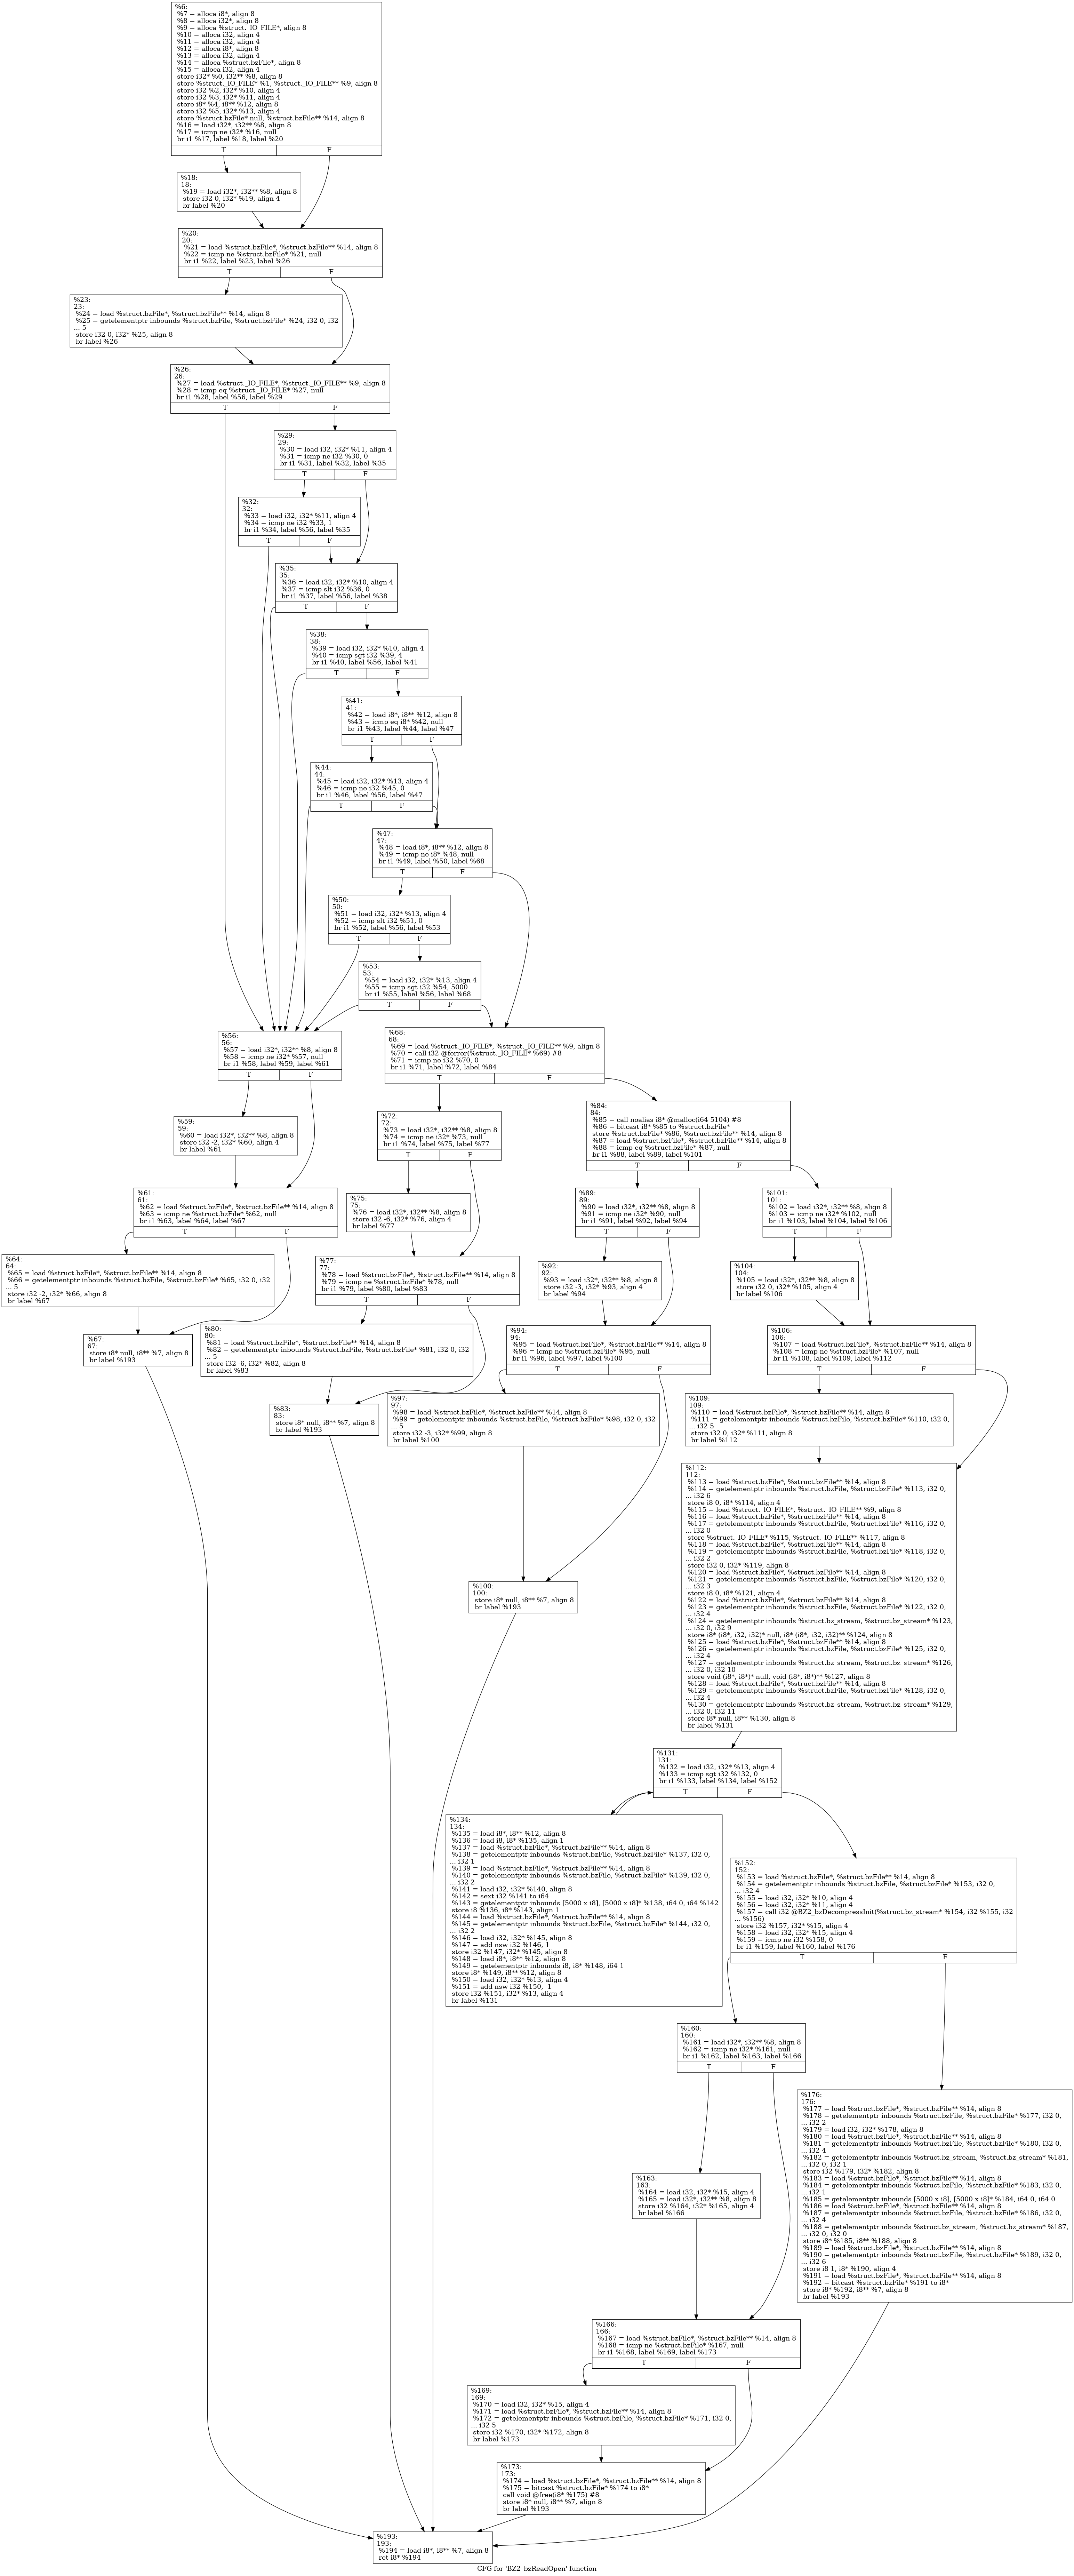 %6:
%7 = alloca i8*, align 8
%8 = alloca i32*, align 8
%9 = alloca %struct._IO_FILE*, align 8
%10 = alloca i32, align 4
%11 = alloca i32, align 4
%12 = alloca i8*, align 8
%13 = alloca i32, align 4
%14 = alloca %struct.bzFile*, align 8
%15 = alloca i32, align 4
store i32* %0, i32** %8, align 8
store %struct._IO_FILE* %1, %struct._IO_FILE** %9, align 8
store i32 %2, i32* %10, align 4
store i32 %3, i32* %11, align 4
store i8* %4, i8** %12, align 8
store i32 %5, i32* %13, align 4
store %struct.bzFile* null, %struct.bzFile** %14, align 8
%16 = load i32*, i32** %8, align 8
%17 = icmp ne i32* %16, null
br i1 %17, label %18, label %20
T F
%18:
18:
%19 = load i32*, i32** %8, align 8
store i32 0, i32* %19, align 4
br label %20
%20:
20:
%21 = load %struct.bzFile*, %struct.bzFile** %14, align 8
%22 = icmp ne %struct.bzFile* %21, null
br i1 %22, label %23, label %26
T F
%23:
23:
%24 = load %struct.bzFile*, %struct.bzFile** %14, align 8
%25 = getelementptr inbounds %struct.bzFile, %struct.bzFile* %24, i32 0, i32
... 5
store i32 0, i32* %25, align 8
br label %26
%26:
26:
%27 = load %struct._IO_FILE*, %struct._IO_FILE** %9, align 8
%28 = icmp eq %struct._IO_FILE* %27, null
br i1 %28, label %56, label %29
T F
%29:
29:
%30 = load i32, i32* %11, align 4
%31 = icmp ne i32 %30, 0
br i1 %31, label %32, label %35
T F
%32:
32:
%33 = load i32, i32* %11, align 4
%34 = icmp ne i32 %33, 1
br i1 %34, label %56, label %35
T F
%35:
35:
%36 = load i32, i32* %10, align 4
%37 = icmp slt i32 %36, 0
br i1 %37, label %56, label %38
T F
%38:
38:
%39 = load i32, i32* %10, align 4
%40 = icmp sgt i32 %39, 4
br i1 %40, label %56, label %41
T F
%41:
41:
%42 = load i8*, i8** %12, align 8
%43 = icmp eq i8* %42, null
br i1 %43, label %44, label %47
T F
%44:
44:
%45 = load i32, i32* %13, align 4
%46 = icmp ne i32 %45, 0
br i1 %46, label %56, label %47
T F
%47:
47:
%48 = load i8*, i8** %12, align 8
%49 = icmp ne i8* %48, null
br i1 %49, label %50, label %68
T F
%50:
50:
%51 = load i32, i32* %13, align 4
%52 = icmp slt i32 %51, 0
br i1 %52, label %56, label %53
T F
%53:
53:
%54 = load i32, i32* %13, align 4
%55 = icmp sgt i32 %54, 5000
br i1 %55, label %56, label %68
T F
%56:
56:
%57 = load i32*, i32** %8, align 8
%58 = icmp ne i32* %57, null
br i1 %58, label %59, label %61
T F
%68:
68:
%69 = load %struct._IO_FILE*, %struct._IO_FILE** %9, align 8
%70 = call i32 @ferror(%struct._IO_FILE* %69) #8
%71 = icmp ne i32 %70, 0
br i1 %71, label %72, label %84
T F
%59:
59:
%60 = load i32*, i32** %8, align 8
store i32 -2, i32* %60, align 4
br label %61
%72:
72:
%73 = load i32*, i32** %8, align 8
%74 = icmp ne i32* %73, null
br i1 %74, label %75, label %77
T F
%84:
84:
%85 = call noalias i8* @malloc(i64 5104) #8
%86 = bitcast i8* %85 to %struct.bzFile*
store %struct.bzFile* %86, %struct.bzFile** %14, align 8
%87 = load %struct.bzFile*, %struct.bzFile** %14, align 8
%88 = icmp eq %struct.bzFile* %87, null
br i1 %88, label %89, label %101
T F
%61:
61:
%62 = load %struct.bzFile*, %struct.bzFile** %14, align 8
%63 = icmp ne %struct.bzFile* %62, null
br i1 %63, label %64, label %67
T F
%75:
75:
%76 = load i32*, i32** %8, align 8
store i32 -6, i32* %76, align 4
br label %77
%89:
89:
%90 = load i32*, i32** %8, align 8
%91 = icmp ne i32* %90, null
br i1 %91, label %92, label %94
T F
%101:
101:
%102 = load i32*, i32** %8, align 8
%103 = icmp ne i32* %102, null
br i1 %103, label %104, label %106
T F
%64:
64:
%65 = load %struct.bzFile*, %struct.bzFile** %14, align 8
%66 = getelementptr inbounds %struct.bzFile, %struct.bzFile* %65, i32 0, i32
... 5
store i32 -2, i32* %66, align 8
br label %67
%77:
77:
%78 = load %struct.bzFile*, %struct.bzFile** %14, align 8
%79 = icmp ne %struct.bzFile* %78, null
br i1 %79, label %80, label %83
T F
%92:
92:
%93 = load i32*, i32** %8, align 8
store i32 -3, i32* %93, align 4
br label %94
%104:
104:
%105 = load i32*, i32** %8, align 8
store i32 0, i32* %105, align 4
br label %106
%67:
67:
store i8* null, i8** %7, align 8
br label %193
%80:
80:
%81 = load %struct.bzFile*, %struct.bzFile** %14, align 8
%82 = getelementptr inbounds %struct.bzFile, %struct.bzFile* %81, i32 0, i32
... 5
store i32 -6, i32* %82, align 8
br label %83
%94:
94:
%95 = load %struct.bzFile*, %struct.bzFile** %14, align 8
%96 = icmp ne %struct.bzFile* %95, null
br i1 %96, label %97, label %100
T F
%106:
106:
%107 = load %struct.bzFile*, %struct.bzFile** %14, align 8
%108 = icmp ne %struct.bzFile* %107, null
br i1 %108, label %109, label %112
T F
%83:
83:
store i8* null, i8** %7, align 8
br label %193
%97:
97:
%98 = load %struct.bzFile*, %struct.bzFile** %14, align 8
%99 = getelementptr inbounds %struct.bzFile, %struct.bzFile* %98, i32 0, i32
... 5
store i32 -3, i32* %99, align 8
br label %100
%109:
109:
%110 = load %struct.bzFile*, %struct.bzFile** %14, align 8
%111 = getelementptr inbounds %struct.bzFile, %struct.bzFile* %110, i32 0,
... i32 5
store i32 0, i32* %111, align 8
br label %112
%112:
112:
%113 = load %struct.bzFile*, %struct.bzFile** %14, align 8
%114 = getelementptr inbounds %struct.bzFile, %struct.bzFile* %113, i32 0,
... i32 6
store i8 0, i8* %114, align 4
%115 = load %struct._IO_FILE*, %struct._IO_FILE** %9, align 8
%116 = load %struct.bzFile*, %struct.bzFile** %14, align 8
%117 = getelementptr inbounds %struct.bzFile, %struct.bzFile* %116, i32 0,
... i32 0
store %struct._IO_FILE* %115, %struct._IO_FILE** %117, align 8
%118 = load %struct.bzFile*, %struct.bzFile** %14, align 8
%119 = getelementptr inbounds %struct.bzFile, %struct.bzFile* %118, i32 0,
... i32 2
store i32 0, i32* %119, align 8
%120 = load %struct.bzFile*, %struct.bzFile** %14, align 8
%121 = getelementptr inbounds %struct.bzFile, %struct.bzFile* %120, i32 0,
... i32 3
store i8 0, i8* %121, align 4
%122 = load %struct.bzFile*, %struct.bzFile** %14, align 8
%123 = getelementptr inbounds %struct.bzFile, %struct.bzFile* %122, i32 0,
... i32 4
%124 = getelementptr inbounds %struct.bz_stream, %struct.bz_stream* %123,
... i32 0, i32 9
store i8* (i8*, i32, i32)* null, i8* (i8*, i32, i32)** %124, align 8
%125 = load %struct.bzFile*, %struct.bzFile** %14, align 8
%126 = getelementptr inbounds %struct.bzFile, %struct.bzFile* %125, i32 0,
... i32 4
%127 = getelementptr inbounds %struct.bz_stream, %struct.bz_stream* %126,
... i32 0, i32 10
store void (i8*, i8*)* null, void (i8*, i8*)** %127, align 8
%128 = load %struct.bzFile*, %struct.bzFile** %14, align 8
%129 = getelementptr inbounds %struct.bzFile, %struct.bzFile* %128, i32 0,
... i32 4
%130 = getelementptr inbounds %struct.bz_stream, %struct.bz_stream* %129,
... i32 0, i32 11
store i8* null, i8** %130, align 8
br label %131
%100:
100:
store i8* null, i8** %7, align 8
br label %193
%131:
131:
%132 = load i32, i32* %13, align 4
%133 = icmp sgt i32 %132, 0
br i1 %133, label %134, label %152
T F
%134:
134:
%135 = load i8*, i8** %12, align 8
%136 = load i8, i8* %135, align 1
%137 = load %struct.bzFile*, %struct.bzFile** %14, align 8
%138 = getelementptr inbounds %struct.bzFile, %struct.bzFile* %137, i32 0,
... i32 1
%139 = load %struct.bzFile*, %struct.bzFile** %14, align 8
%140 = getelementptr inbounds %struct.bzFile, %struct.bzFile* %139, i32 0,
... i32 2
%141 = load i32, i32* %140, align 8
%142 = sext i32 %141 to i64
%143 = getelementptr inbounds [5000 x i8], [5000 x i8]* %138, i64 0, i64 %142
store i8 %136, i8* %143, align 1
%144 = load %struct.bzFile*, %struct.bzFile** %14, align 8
%145 = getelementptr inbounds %struct.bzFile, %struct.bzFile* %144, i32 0,
... i32 2
%146 = load i32, i32* %145, align 8
%147 = add nsw i32 %146, 1
store i32 %147, i32* %145, align 8
%148 = load i8*, i8** %12, align 8
%149 = getelementptr inbounds i8, i8* %148, i64 1
store i8* %149, i8** %12, align 8
%150 = load i32, i32* %13, align 4
%151 = add nsw i32 %150, -1
store i32 %151, i32* %13, align 4
br label %131
%152:
152:
%153 = load %struct.bzFile*, %struct.bzFile** %14, align 8
%154 = getelementptr inbounds %struct.bzFile, %struct.bzFile* %153, i32 0,
... i32 4
%155 = load i32, i32* %10, align 4
%156 = load i32, i32* %11, align 4
%157 = call i32 @BZ2_bzDecompressInit(%struct.bz_stream* %154, i32 %155, i32
... %156)
store i32 %157, i32* %15, align 4
%158 = load i32, i32* %15, align 4
%159 = icmp ne i32 %158, 0
br i1 %159, label %160, label %176
T F
%160:
160:
%161 = load i32*, i32** %8, align 8
%162 = icmp ne i32* %161, null
br i1 %162, label %163, label %166
T F
%176:
176:
%177 = load %struct.bzFile*, %struct.bzFile** %14, align 8
%178 = getelementptr inbounds %struct.bzFile, %struct.bzFile* %177, i32 0,
... i32 2
%179 = load i32, i32* %178, align 8
%180 = load %struct.bzFile*, %struct.bzFile** %14, align 8
%181 = getelementptr inbounds %struct.bzFile, %struct.bzFile* %180, i32 0,
... i32 4
%182 = getelementptr inbounds %struct.bz_stream, %struct.bz_stream* %181,
... i32 0, i32 1
store i32 %179, i32* %182, align 8
%183 = load %struct.bzFile*, %struct.bzFile** %14, align 8
%184 = getelementptr inbounds %struct.bzFile, %struct.bzFile* %183, i32 0,
... i32 1
%185 = getelementptr inbounds [5000 x i8], [5000 x i8]* %184, i64 0, i64 0
%186 = load %struct.bzFile*, %struct.bzFile** %14, align 8
%187 = getelementptr inbounds %struct.bzFile, %struct.bzFile* %186, i32 0,
... i32 4
%188 = getelementptr inbounds %struct.bz_stream, %struct.bz_stream* %187,
... i32 0, i32 0
store i8* %185, i8** %188, align 8
%189 = load %struct.bzFile*, %struct.bzFile** %14, align 8
%190 = getelementptr inbounds %struct.bzFile, %struct.bzFile* %189, i32 0,
... i32 6
store i8 1, i8* %190, align 4
%191 = load %struct.bzFile*, %struct.bzFile** %14, align 8
%192 = bitcast %struct.bzFile* %191 to i8*
store i8* %192, i8** %7, align 8
br label %193
%163:
163:
%164 = load i32, i32* %15, align 4
%165 = load i32*, i32** %8, align 8
store i32 %164, i32* %165, align 4
br label %166
%166:
166:
%167 = load %struct.bzFile*, %struct.bzFile** %14, align 8
%168 = icmp ne %struct.bzFile* %167, null
br i1 %168, label %169, label %173
T F
%169:
169:
%170 = load i32, i32* %15, align 4
%171 = load %struct.bzFile*, %struct.bzFile** %14, align 8
%172 = getelementptr inbounds %struct.bzFile, %struct.bzFile* %171, i32 0,
... i32 5
store i32 %170, i32* %172, align 8
br label %173
%173:
173:
%174 = load %struct.bzFile*, %struct.bzFile** %14, align 8
%175 = bitcast %struct.bzFile* %174 to i8*
call void @free(i8* %175) #8
store i8* null, i8** %7, align 8
br label %193
%193:
193:
%194 = load i8*, i8** %7, align 8
ret i8* %194
CFG for 'BZ2_bzReadOpen' function